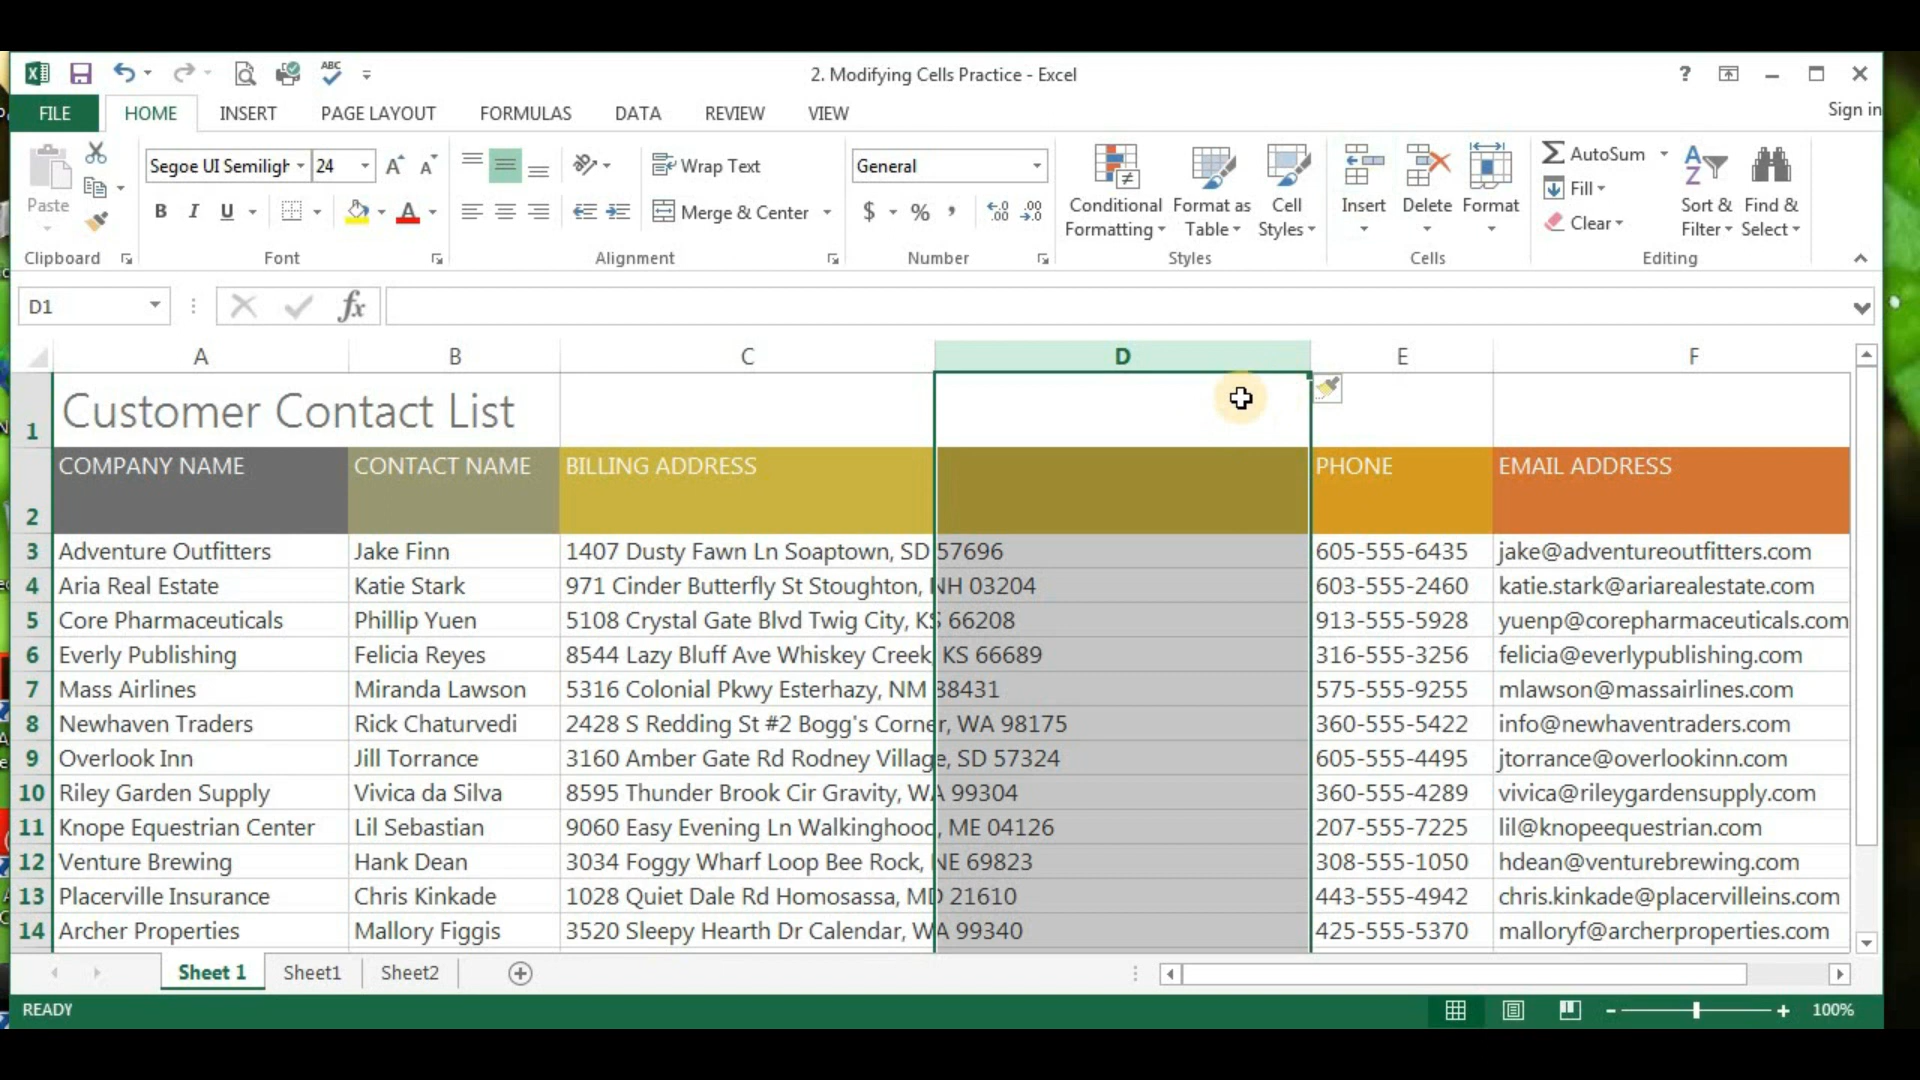 2. Modifying Cells Practice - Excel
?
Sign in
FILE HOME INSERT PAGE LAYOUT FORMULAS DATA REVIEW VIEW
Paste
Clipboard
Segoe UI Semiligh 24
B I U
Font
Wrap Text
Merge & Center
Alignment
General
$ % ,
Number
Conditional Formatting
Format as Table
Cell Styles
Styles
Insert
Delete
Format
Cells
AutoSum
Fill
Clear
Sort & Filter
Find & Select
Editing
D1 fx
A B C D E F
1 Customer Contact List
2 COMPANY NAME CONTACT NAME BILLING ADDRESS PHONE EMAIL ADDRESS
3 Adventure Outfitters Jake Finn 1407 Dusty Fawn Ln Soaptown, SD 57696 605-555-6435 jake@adventureoutfitters.com
4 Aria Real Estate Katie Stark 971 Cinder Butterfly St Stoughton, NH 03204 603-555-2460 katie.stark@ariarealestate.com
5 Core Pharmaceuticals Phillip Yuen 5108 Crystal Gate Blvd Twig City, KS 66208 913-555-5928 yuenp@corepharmaceuticals.com
6 Everly Publishing Felicia Reyes 8544 Lazy Bluff Ave Whiskey Creek, KS 66689 316-555-3256 felicia@everlypublishing.com
7 Mass Airlines Miranda Lawson 5316 Colonial Pkwy Esterhazy, NM 88431 575-555-9255 mlawson@massairlines.com
8 Newhaven Traders Rick Chaturvedi 2428 S Redding St #2 Bogg's Corner, WA 98175 360-555-5422 info@newhaventraders.com
9 Overlook Inn Jill Torrance 3160 Amber Gate Rd Rodney Village, SD 57324 605-555-4495 jtorrance@overlookinn.com
10 Riley Garden Supply Vivica da Silva 8595 Thunder Brook Cir Gravity, WA 99304 360-555-4289 vivica@rileygardensupply.com
11 Knope Equestrian Center Lil Sebastian 9060 Easy Evening Ln Walkinghood, ME 04126 207-555-7225 lil@knopeequestrian.com
12 Venture Brewing Hank Dean 3034 Foggy Wharf Loop Bee Rock, NE 69823 308-555-1050 hdean@venturebrewing.com
13 Placerville Insurance Chris Kinkade 1028 Quiet Dale Rd Homosassa, MD 21610 443-555-4942 chris.kinkade@placervilleins.com
14 Archer Properties Mallory Figgis 3520 Sleepy Hearth Dr Calendar, WA 99340 425-555-5370 malloryf@archerproperties.com
Sheet 1 Sheet1 Sheet2
READY 100%